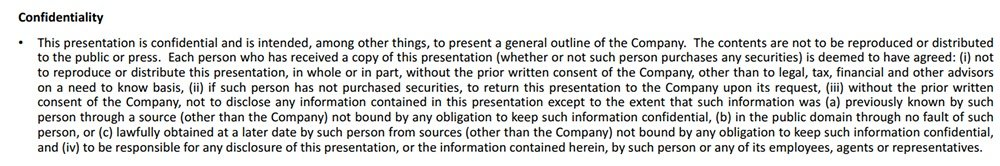 Confidentiality
• This presentation is confidential and is intended, among other things, to present a general outline of the Company. The contents are not to be reproduced or distributed
to the public or press. Each person who has received a copy of this presentation (whether or not such person purchases any securities) is deemed to have agreed: (i) not
to reproduce or distribute this presentation, in whole or in part, without the prior written consent of the Company, other than to legal, tax, financial and other advisors
on a need to know basis, (ii) if such person has not purchased securities, to return this presentation to the Company upon its request, (iii) without the prior written
consent of the Company, not to disclose any information contained in this presentation except to the extent that such information was (a) previously known by such
person through a source (other than the Company) not bound by any obligation to keep such information confidential, (b) in the public domain through no fault of such
person, or (c) lawfully obtained at a later date by such person from sources (other than the Company) not bound by any obligation to keep such information confidential,
and (iv) to be responsible for any disclosure of this presentation, or the information contained herein, by such person or any of its employees, agents or representatives.